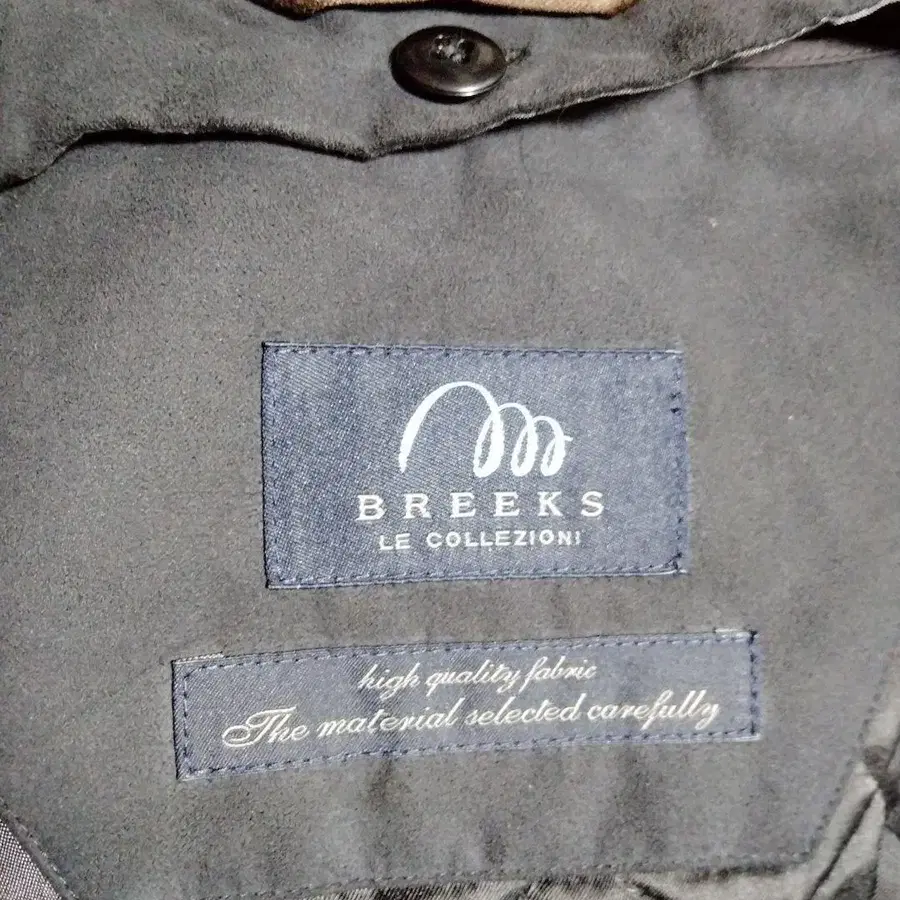 BREEKS
LE COLLEZIONI
high quality fabric
The material selected carefully